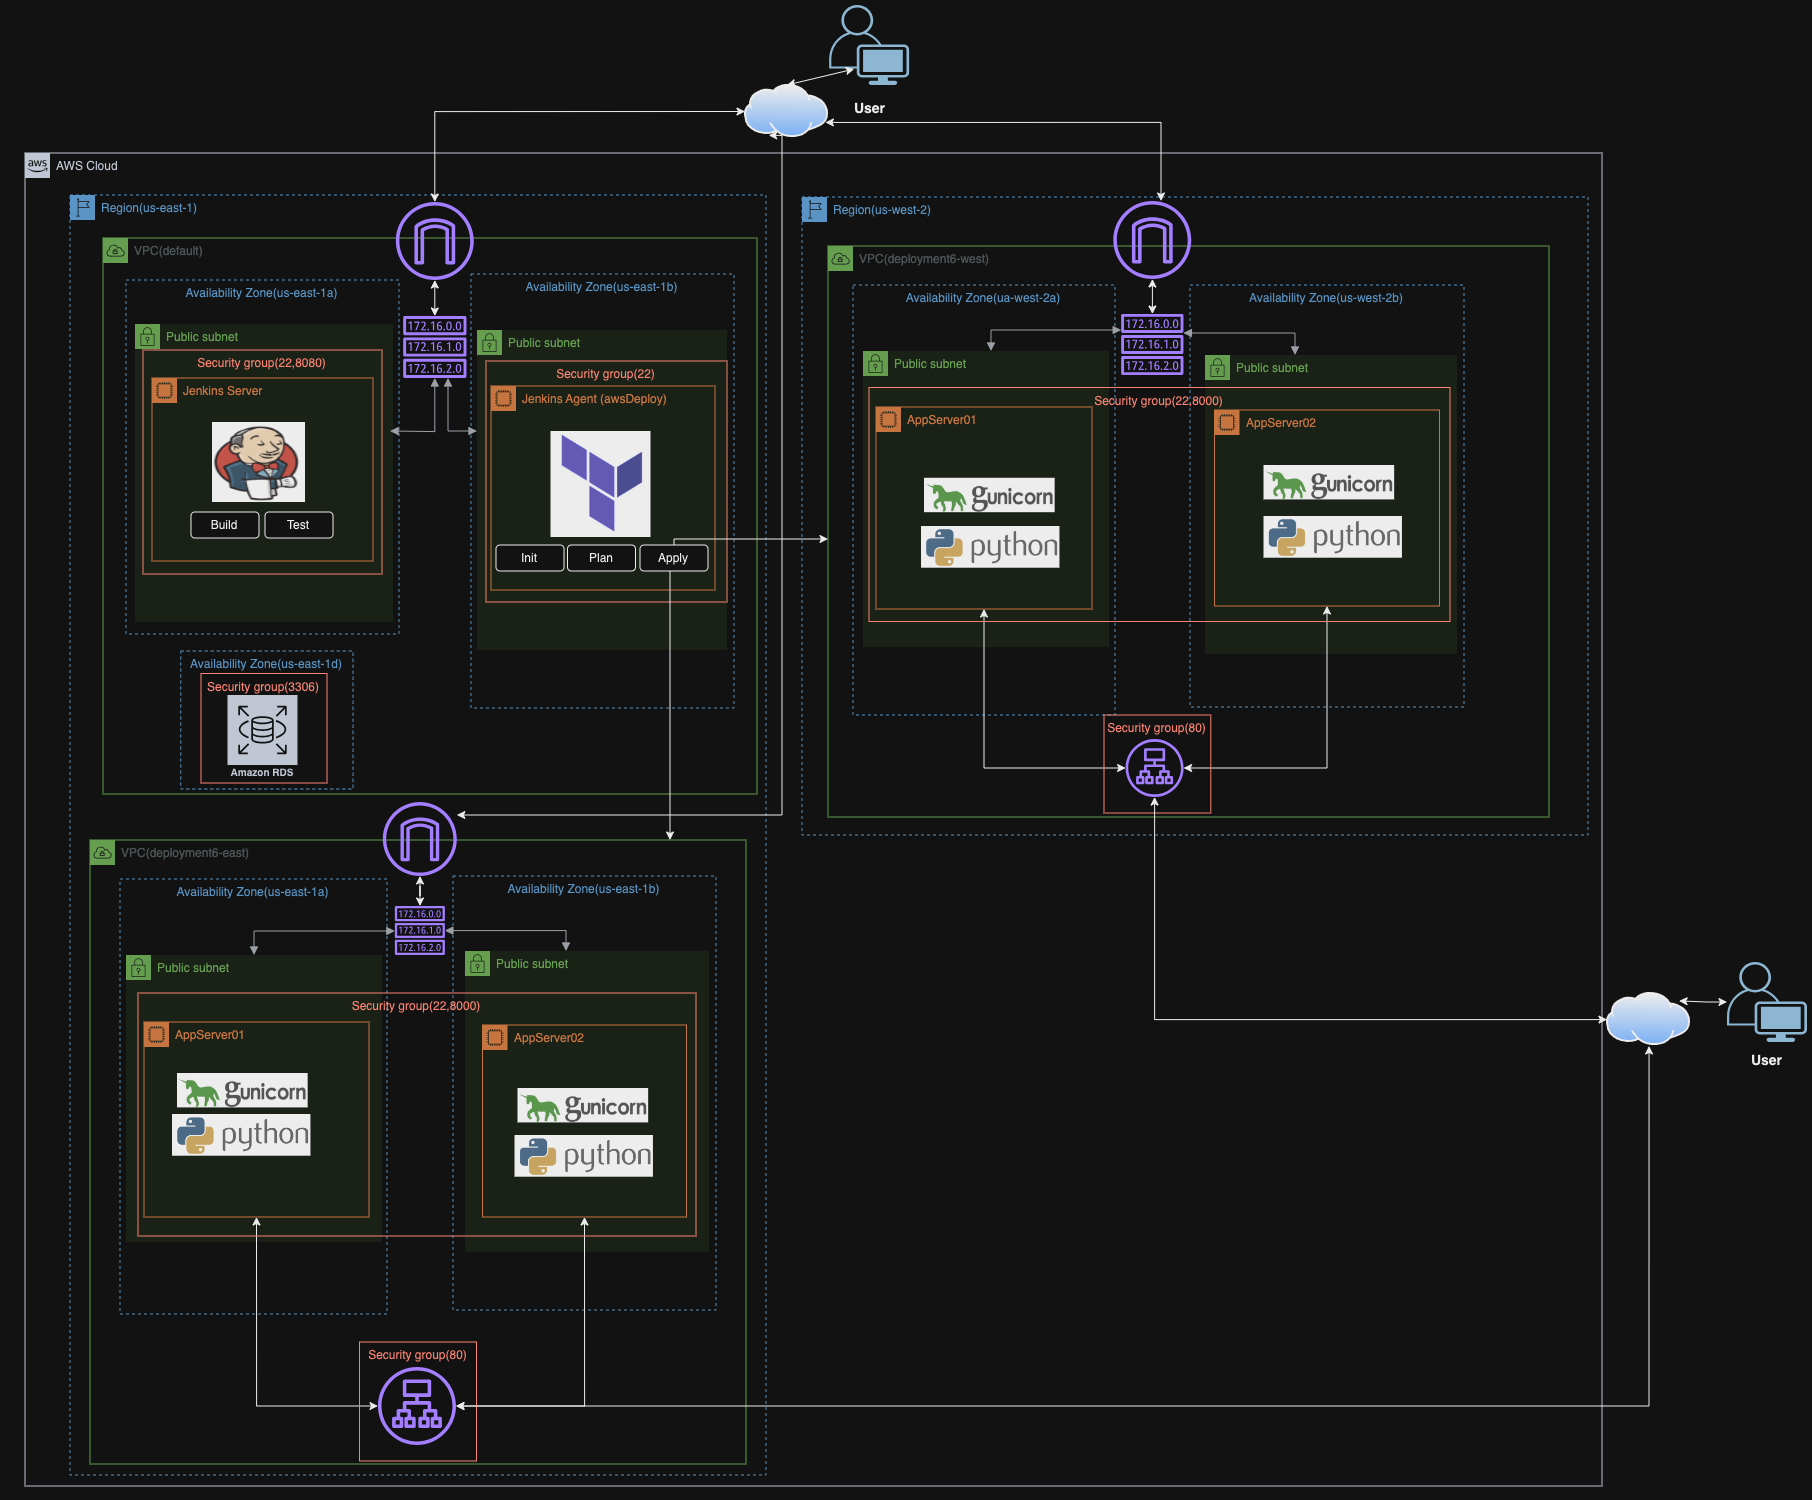 User
aws
AWS Cloud
Region(us-east-1)
VPC(default)
Availability Zone(us-east-1a)
Public subnet
Security group(22,8080)
Jenkins Server
Build
Test
172.16.0.0
172.16.1.0
172.16.2.0
Availability Zone(us-east-1b)
Public subnet
Security group(22)
Jenkins Agent (awsDeploy)
Init
Plan
Apply
Availability Zone(us-east-1d)
Security group(3306)
Amazon RDS
Region(us-west-2)
VPC(deployment6-west)
Availability Zone(ua-west-2a)
Public subnet
172.16.0.0
172.16.1.0
172.16.2.0
Availability Zone(us-west-2b)
Public subnet
Security group(22,8000)
AppServer01
gunicorn
python
AppServer02
gunicorn
python
Security group(80)
VPC(deployment6-east)
Availability Zone(us-east-1a)
Public subnet
172.16.0.0
172.16.1.0
172.16.2.0
Availability Zone(us-east-1b)
Public subnet
Security group(22,8000)
AppServer01
gunicorn
python
AppServer02
gunicorn
python
Security group(80)
User